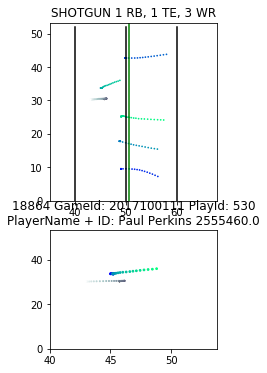 SHOTGUN 1 RB, 1 TE, 3 WR
50
40
30
20
10
0
40 50 60
18864 GameId: 2017100111 PlayId: 530
PlayerName + ID: Paul Perkins 2555460.0
40
20
0
40 45 50